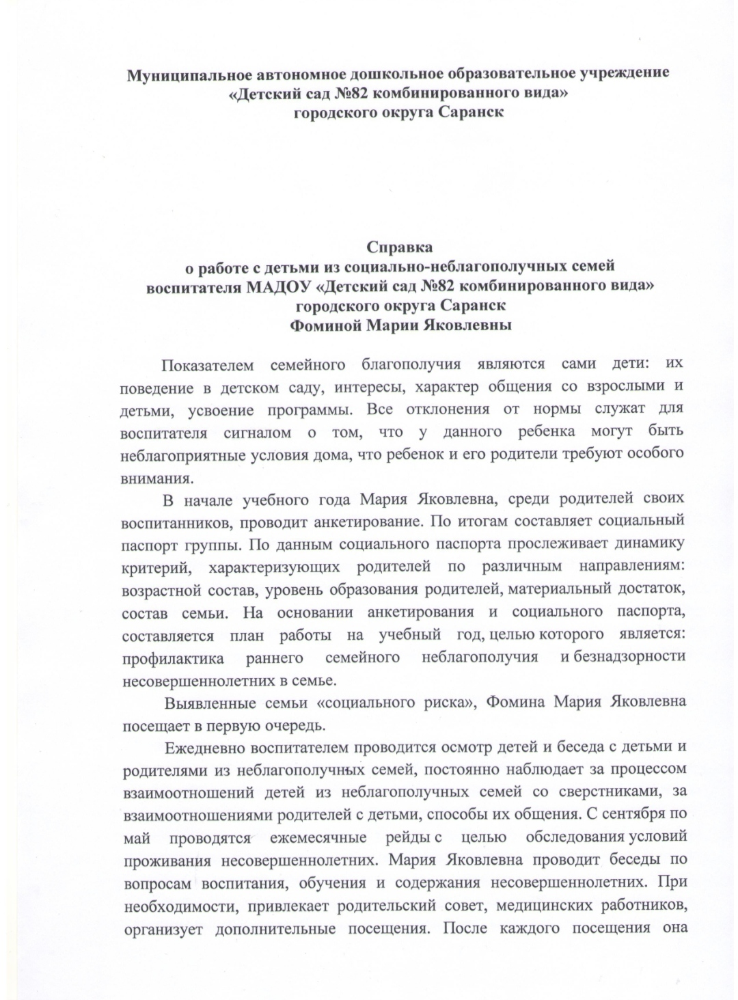 Муниципальное автономное дошкольное образовательное учреждение
«Детский сад №82 комбинированного вида»
городского округа Саранск
Справка
о работе с детьми из социально-неблагополучных семей
воспитателя МАДОУ «Детский сад №82 комбинированного вида»
городского округа Саранск
Фоминой Марии Яковлевны
Показателем семейного благополучия являются сами дети: их
поведение в детском саду, интересы, характер общения со взрослыми и
детьми, усвоение программы. Все отклонения от нормы служат для
воспитателя сигналом о том, что у данного ребенка могут быть
неблагоприятные условия дома, что ребенок и его родители требуют особого
внимания.
В начале учебного года Мария Яковлевна, среди родителей своих
воспитанников, проводит анкетирование. По итогам составляет социальный
паспорт группы. По данным социального паспорта прослеживает динамику
критерий, характеризующих родителей по различным направлениям:
возрастной состав, уровень образования родителей, материальный достаток,
состав семьи. На основании анкетирования и социального паспорта,
составляется план работы на учебный год, целью которого является:
профилактика раннего семейного неблагополучия и безнадзорности
несовершеннолетних в семье.
Выявленные семьи «социального риска», Фомина Мария Яковлевна
посещает в первую очередь.
Ежедневно воспитателем проводится осмотр детей и беседа с детьми и
родителями из неблагополучных семей, постоянно наблюдает за процессом
взаимоотношений детей из неблагополучных семей со сверстниками, за
взаимоотношениями родителей с детьми, способы их общения. С сентября по
май проводятся ежемесячные рейды с целью обследования условий
проживания несовершеннолетних. Мария Яковлевна проводит беседы по
вопросам воспитания, обучения и содержания несовершеннолетних. При
необходимости, привлекает родительский совет, медицинских работников,
организует дополнительные посещения. После каждого посещения она